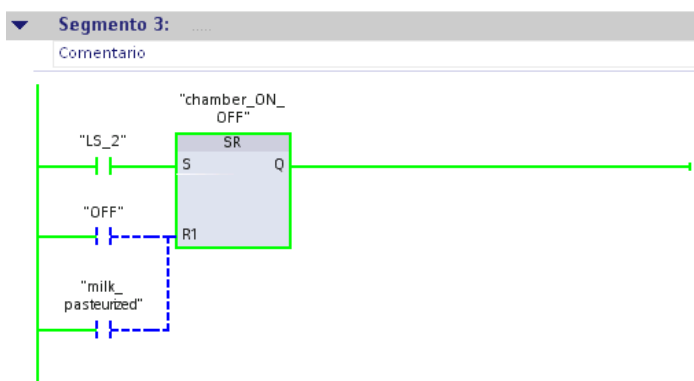 Segmento 3: .....
Comentario
"chamber_ON_
OFF"
"LS_2"
SR
S Q
"OFF"
R1
"milk_
pasteurized"